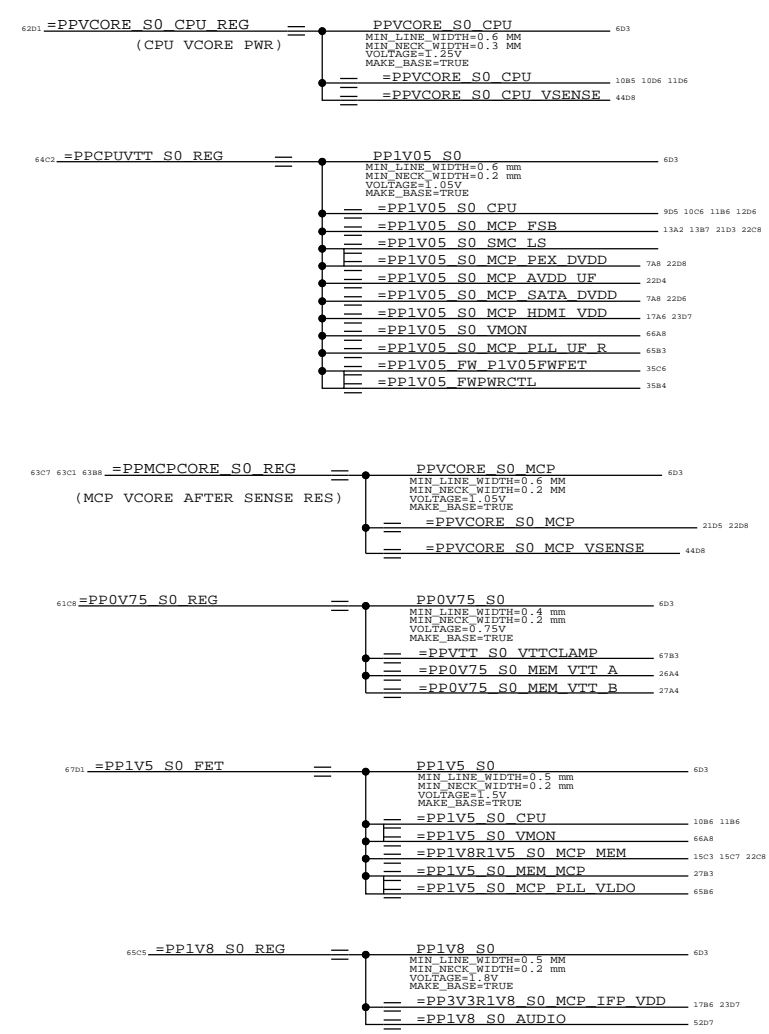 62D1 =PPVCORE_S0_CPU_REG PPVCORE_S0_CPU 6D3
(CPU VCORE PWR) MIN_LINE_WIDTH=0.6 MM
MIN_NECK_WIDTH=0.3 MM
VOLTAGE=1.25V
MAKE_BASE=TRUE
=PPVCORE_S0_CPU 10B5 10D6 11D6
=PPVCORE_S0_CPU_VSENSE 44D8
64C2 =PPCPUVTT_S0_REG PP1V05_S0 6D3
MIN_LINE_WIDTH=0.6 mm
MIN_NECK_WIDTH=0.2 mm
VOLTAGE=1.05V
MAKE_BASE=TRUE
=PP1V05_S0_CPU 9D5 10C6 11B6 12D6
=PP1V05_S0_MCP_FSB 13A2 13B7 21D3 22C8
=PP1V05_S0_SMC_LS
=PP1V05_S0_MCP_PEX_DVDD 7A8 22D8
=PP1V05_S0_MCP_AVDD_UF 22D4
=PP1V05_S0_MCP_SATA_DVDD 7A8 22D6
=PP1V05_S0_MCP_HDMI_VDD 17A6 23D7
=PP1V05_S0_VMON 66A8
=PP1V05_S0_MCP_PLL_UF_R 65B3
=PP1V05_FW_P1V05FWFET 35C6
=PP1V05_FWPWRCTL 35B4
63C7 63C1 63B8 =PPMCPCORE_S0_REG PPVCORE_S0_MCP 6D3
(MCP VCORE AFTER SENSE RES) MIN_LINE_WIDTH=0.6 MM
MIN_NECK_WIDTH=0.2 MM
VOLTAGE=1.05V
MAKE_BASE=TRUE
=PPVCORE_S0_MCP 21D5 22D8
=PPVCORE_S0_MCP_VSENSE 44D8
61C8 =PP0V75_S0_REG PP0V75_S0 6D3
MIN_LINE_WIDTH=0.4 mm
MIN_NECK_WIDTH=0.2 mm
VOLTAGE=0.75V
MAKE_BASE=TRUE
=PPVTT_S0_VTTCLAMP 67B3
=PP0V75_S0_MEM_VTT_A 26A4
=PP0V75_S0_MEM_VTT_B 27A4
67D1 =PP1V5_S0_FET PP1V5_S0 6D3
MIN_LINE_WIDTH=0.5 mm
MIN_NECK_WIDTH=0.2 mm
VOLTAGE=1.5V
MAKE_BASE=TRUE
=PP1V5_S0_CPU 10B6 11B6
=PP1V5_S0_VMON 66A8
=PP1V8R1V5_S0_MCP_MEM 15C3 15C7 22C8
=PP1V5_S0_MEM_MCP 27B3
=PP1V5_S0_MCP_PLL_VLDO 65B6
65C5 =PP1V8_S0_REG PP1V8_S0 6D3
MIN_LINE_WIDTH=0.5 MM
MIN_NECK_WIDTH=0.2 mm
VOLTAGE=1.8V
MAKE_BASE=TRUE
=PP3V3R1V8_S0_MCP_IFP_VDD 17B6 23D7
=PP1V8_S0_AUDIO 52D7